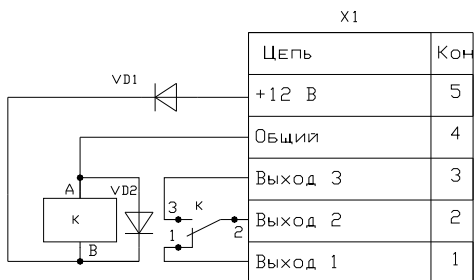 X1
Цепь Кон
VD1
+12 В 5
Общий 4
Выход 3 3
A VD2
3 К
Выход 2 2
К
1 2
В
Выход 1 1